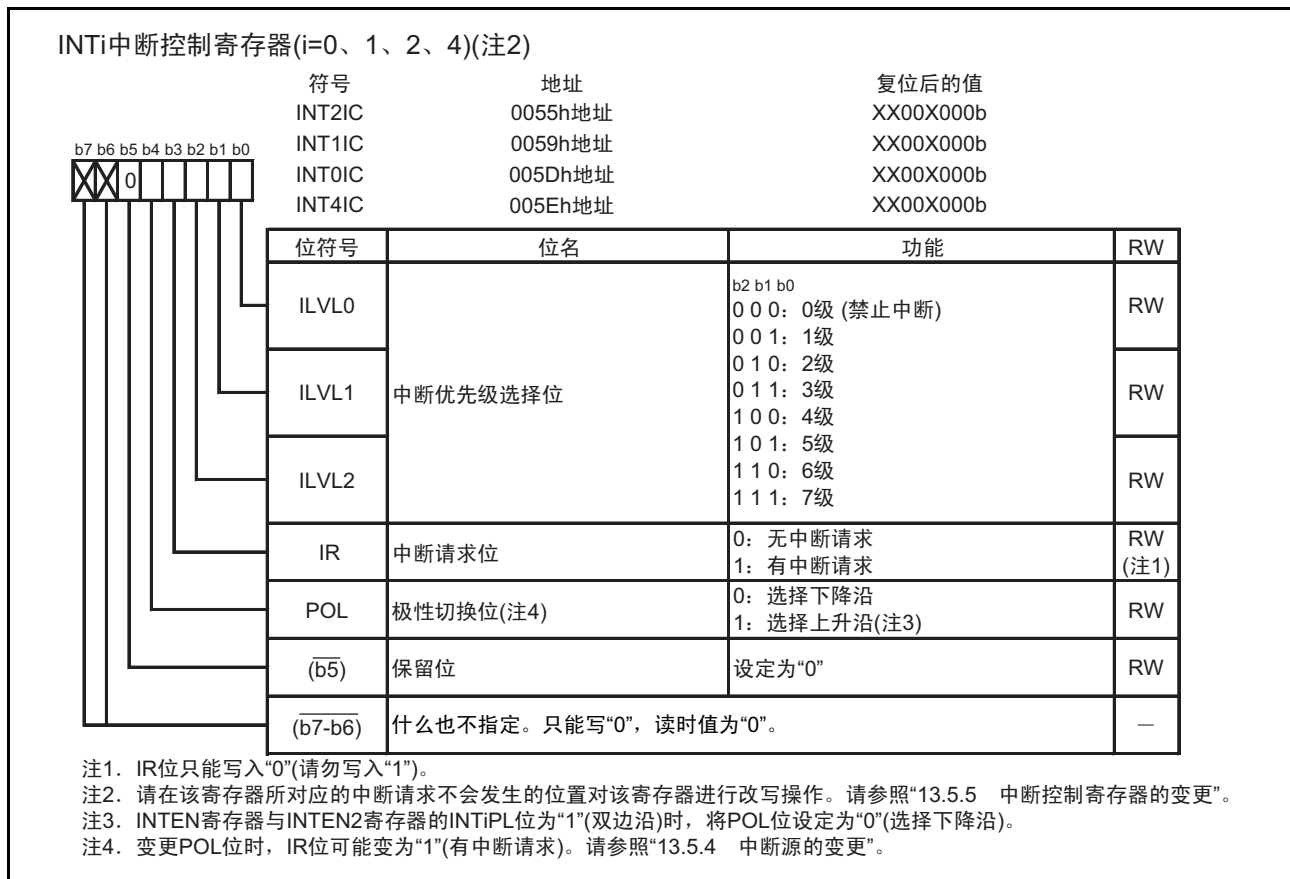 INTi中断控制寄存器(i=0、1、2、4)(注2)
符号 地址 复位后的值
INT2IC 0055h地址 XX00X000b
INT1IC 0059h地址 XX00X000b
INT0IC 005Dh地址 XX00X000b
INT4IC 005Eh地址 XX00X000b
b7 b6 b5 b4 b3 b2 b1 b0
0
位符号 位名 功能 RW
ILVL0 RW
ILVL1 中断优先级选择位 RW
ILVL2 RW
b2 b1 b0
0 0 0：0级 (禁止中断)
0 0 1：1级
0 1 0：2级
0 1 1：3级
1 0 0：4级
1 0 1：5级
1 1 0：6级
1 1 1：7级
IR 中断请求位 0：无中断请求 RW
1：有中断请求 (注1)
POL 极性切换位(注4) 0：选择下降沿 RW
1：选择上升沿(注3)
(b5) 保留位 设定为“0” RW
(b7-b6) 什么也不指定。只能写“0”，读时值为“0”。 —
注1．IR位只能写入“0”(请勿写入“1”)。
注2．请在该寄存器所对应的中断请求不会发生的位置对该寄存器进行改写操作。请参照“13.5.5 中断控制寄存器的变更”。
注3．INTEN寄存器与INTEN2寄存器的INTiPL位为“1”(双边沿)时，将POL位设定为“0”(选择下降沿)。
注4．变更POL位时，IR位可能变为“1”(有中断请求)。请参照“13.5.4 中断源的变更”。